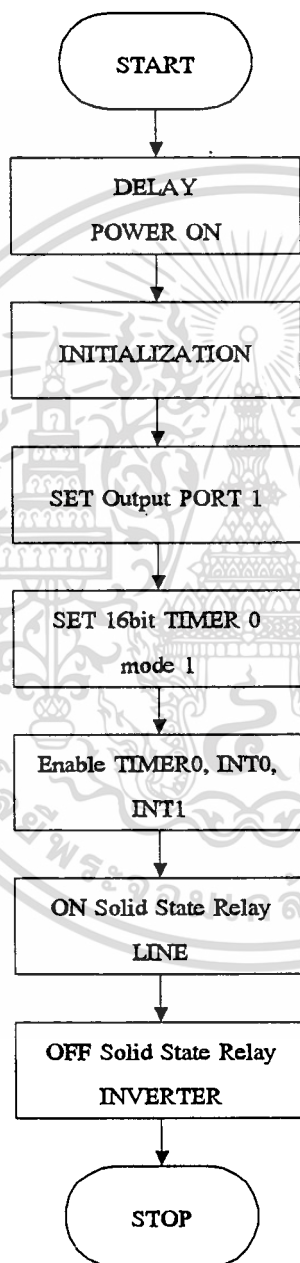 START
DELAY
POWER ON
INITIALIZATION
SET Output PORT 1
SET 16bit TIMER 0
mode 1
Enable TIMER0, INT0,
INT1
ON Solid State Relay
LINE
OFF Solid State Relay
INVERTER
STOP